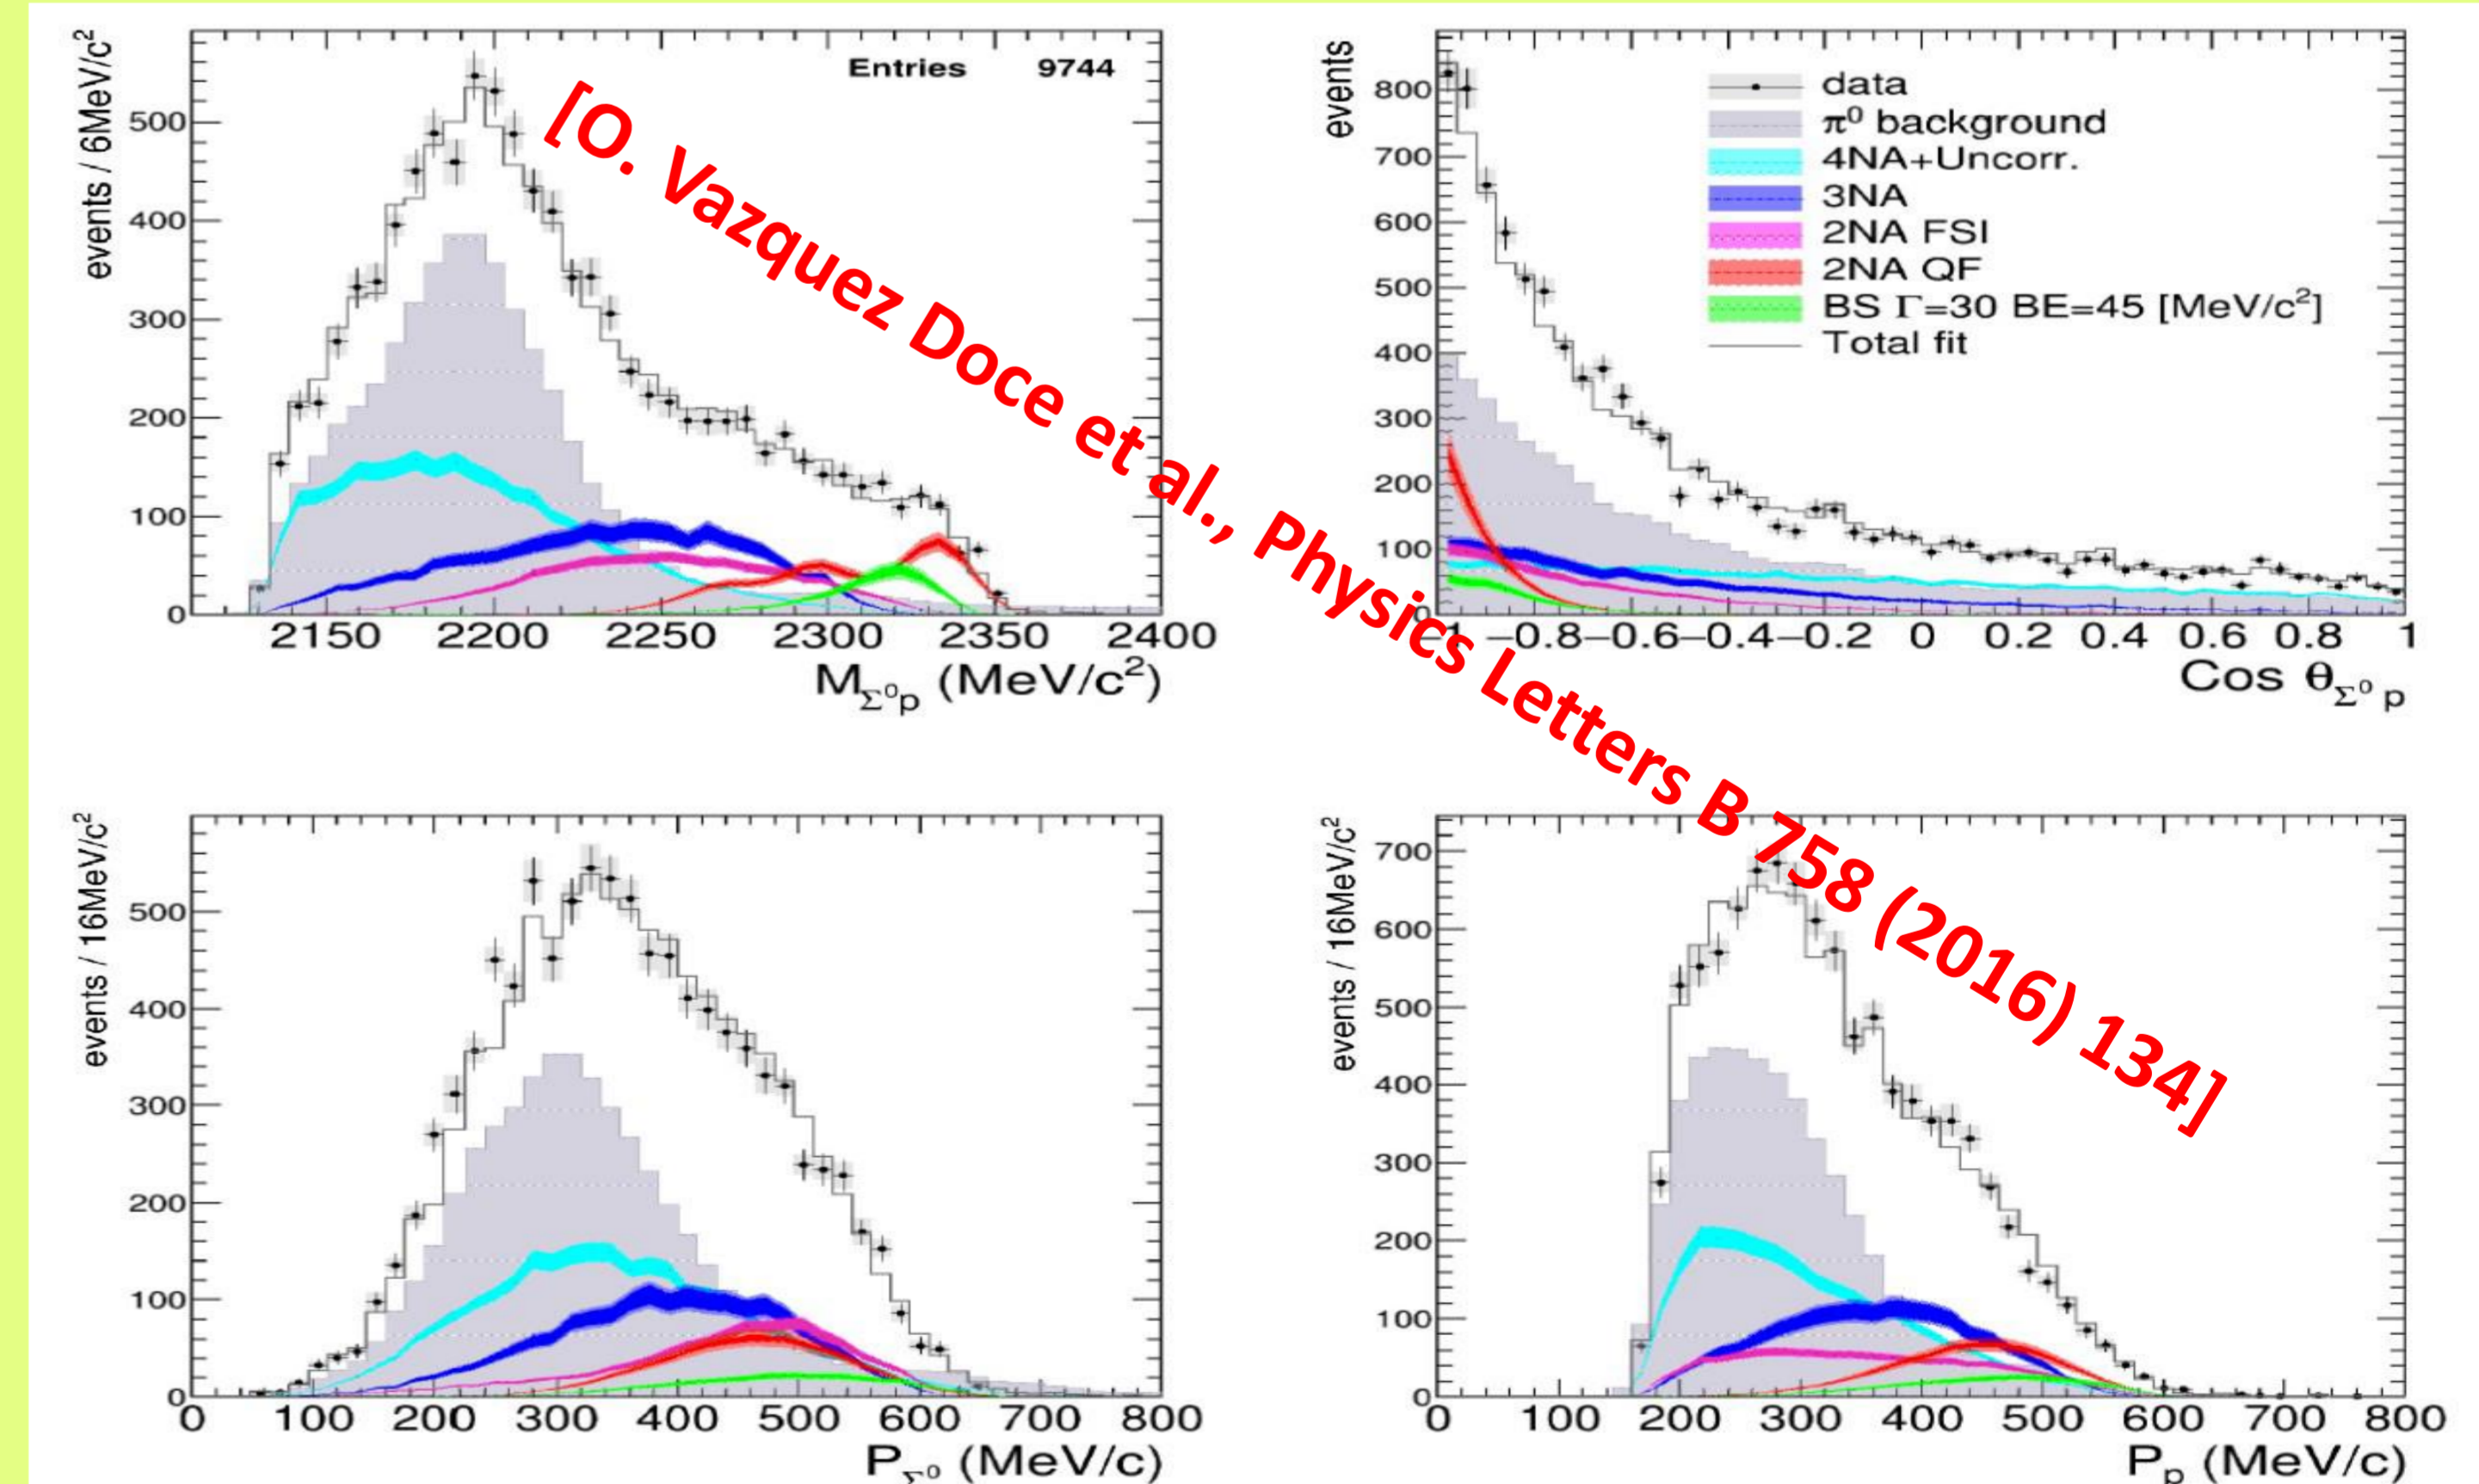 events / 6MeV/c²
500
400
300
200
100
0
Entries 9744
2150 2200 2250 2300 2350 2400
M_Σ⁰p (MeV/c²)
events
800
700
600
500
400
300
200
100
data
π⁰ background
4NA+Uncorr.
3NA
2NA FSI
2NA QF
BS Γ=30 BE=45 [MeV/c²]
Total fit
−0.8 −0.6 −0.4 −0.2 0 0.2 0.4 0.6 0.8 1
Cos θ_Σ⁰ p
[O. Vazquez Doce et al., Physics Letters B 758 (2016) 134]
events / 16MeV/c²
500
400
300
200
100
0
0 100 200 300 400 500 600 700 800
P_Σ⁰ (MeV/c)
events / 16MeV/c²
700
600
500
400
300
200
100
0
0 100 200 300 400 500 600 700 800
P_p (MeV/c)